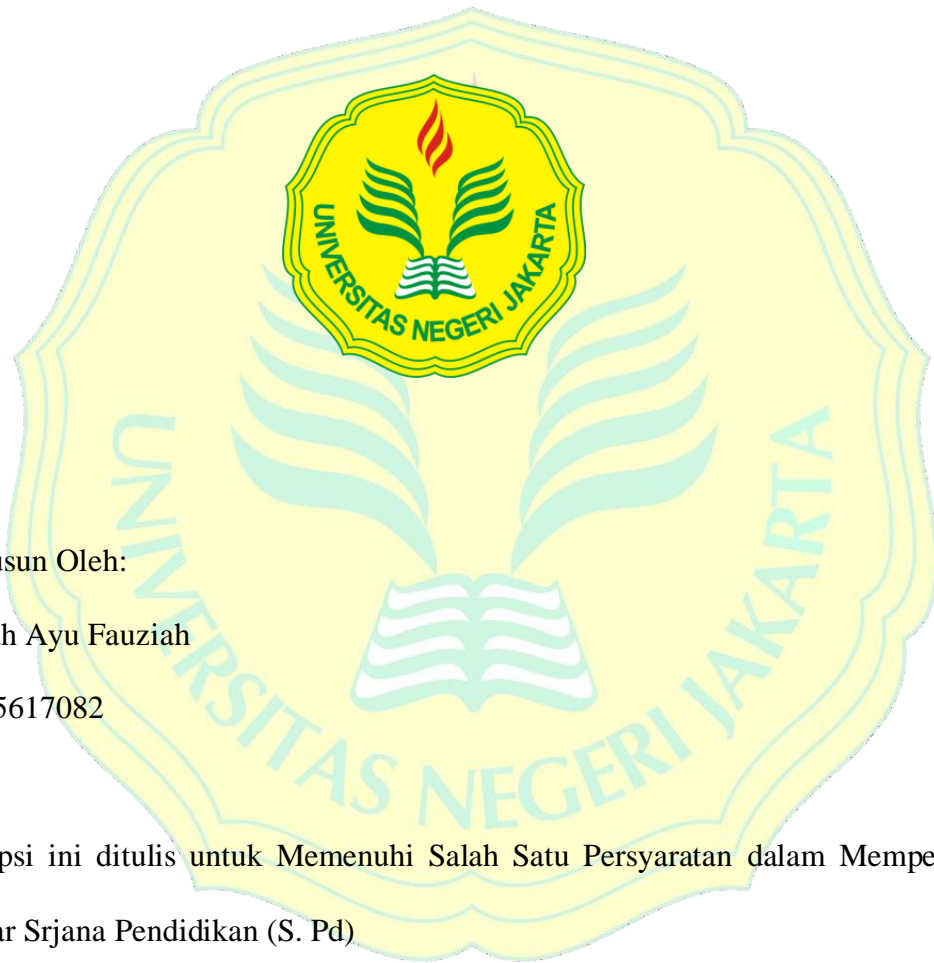 UNIVERSITAS NEGERI JAKARTA
UNIVERSITAS NEGERI JAKARTA
usun Oleh:
Ayu Fauziah
5617082
psi ini ditulis untuk Memenuhi Salah Satu Persyaratan dalam Mempe
ar Srjana Pendidikan (S. Pd)